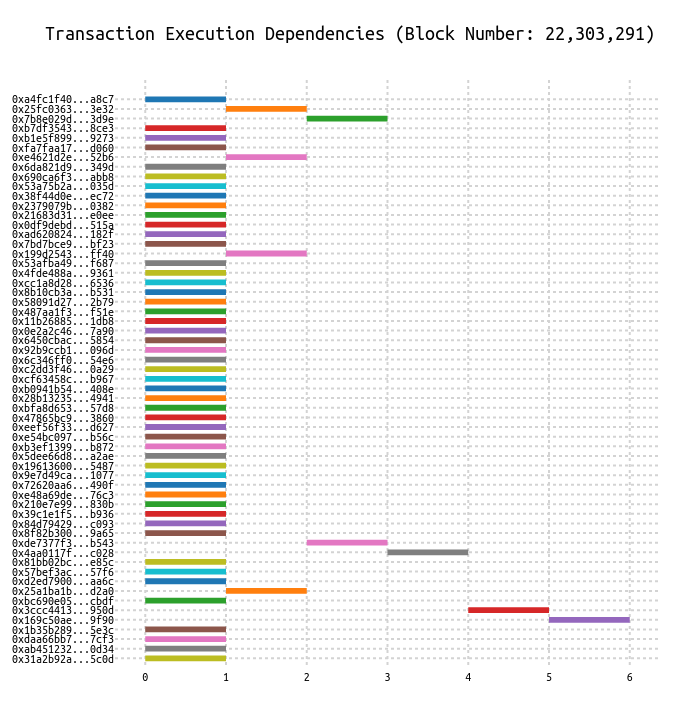 Transaction Execution Dependencies (Block Number: 22,303,291)
0xa4fc1f40...a8c7
0x25fc0363...3e32
0x7b8e029d...3d9e
0xb7df3543...8ce3
0xb1e5f899...9273
0xfa7faa17...d060
0xe4621d2e...52b6
0x6da821d9...349d
0x690ca6f3...abb8
0x53a75b2a...035d
0x38f44d0e...ec72
0x2379079b...0382
0x21683d31...e0ee
0x0df9debd...515a
0xad620824...182f
0x7bd7bce9...bf23
0x199d2543...ff40
0x53afba49...f687
0x4fde488a...9361
0xcc1a8d28...6536
0x8b10cb3a...b531
0x58091d27...2b79
0x487aa1f3...f51e
0x11b26885...1db8
0x0e2a2c46...7a90
0x6450cbac...5854
0x92b9ccb1...096d
0x6c346ff0...54e6
0xc2dd3f46...0a29
0xcf63458c...b967
0xb0941b54...408e
0x28b13235...4941
0xbfa8d653...57d8
0x47865bc9...3860
0xeef56f33...d627
0xe54bc097...b56c
0xb3ef1399...b872
0x5dee66d8...a2ae
0x19613600...5487
0x9e7d49ca...1077
0x72620aa6...490f
0xe48a69de...76c3
0x210e7e99...830b
0x39c1e1f5...b936
0x84d79429...c093
0x8f82b300...9a65
0xde7377f3...b543
0x4aa0117f...c028
0x81bb02bc...e85c
0x57bef3ac...57f6
0xd2ed7900...aa6c
0x25a1ba1b...d2a0
0xbc690e05...cbdf
0x3ccc4413...950d
0x169c50ae...9f90
0x1b35b289...5e3c
0xdaa66bb7...7cf3
0xab451232...0d34
0x31a2b92a...5c0d
0 1 2 3 4 5 6